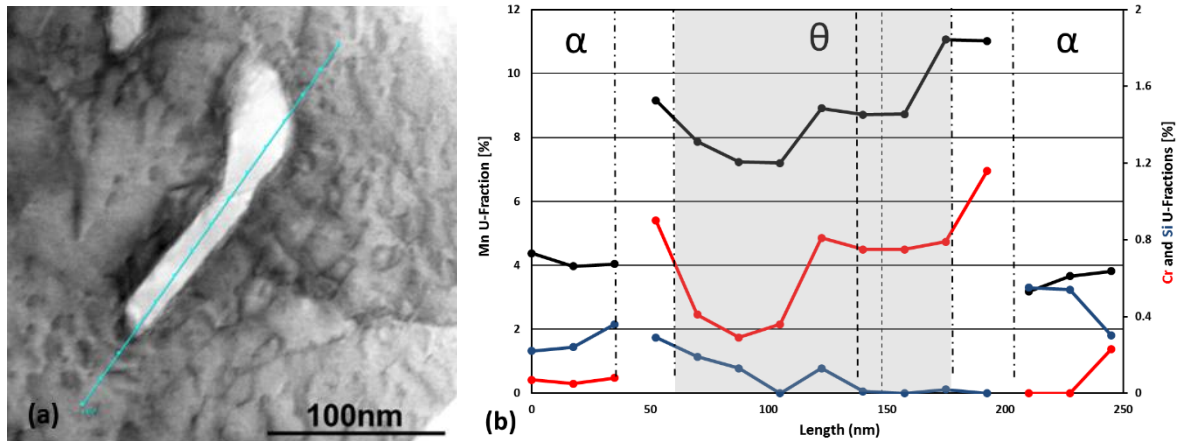 (a)
100nm
Mn U-Fraction [%]
12
10
8
6
4
2
0
α
θ
α
2
1.6
1.2
0.8
0.4
0
Cr and Si U-Fractions [%]
0
50
100
150
200
250
(b)
Length (nm)